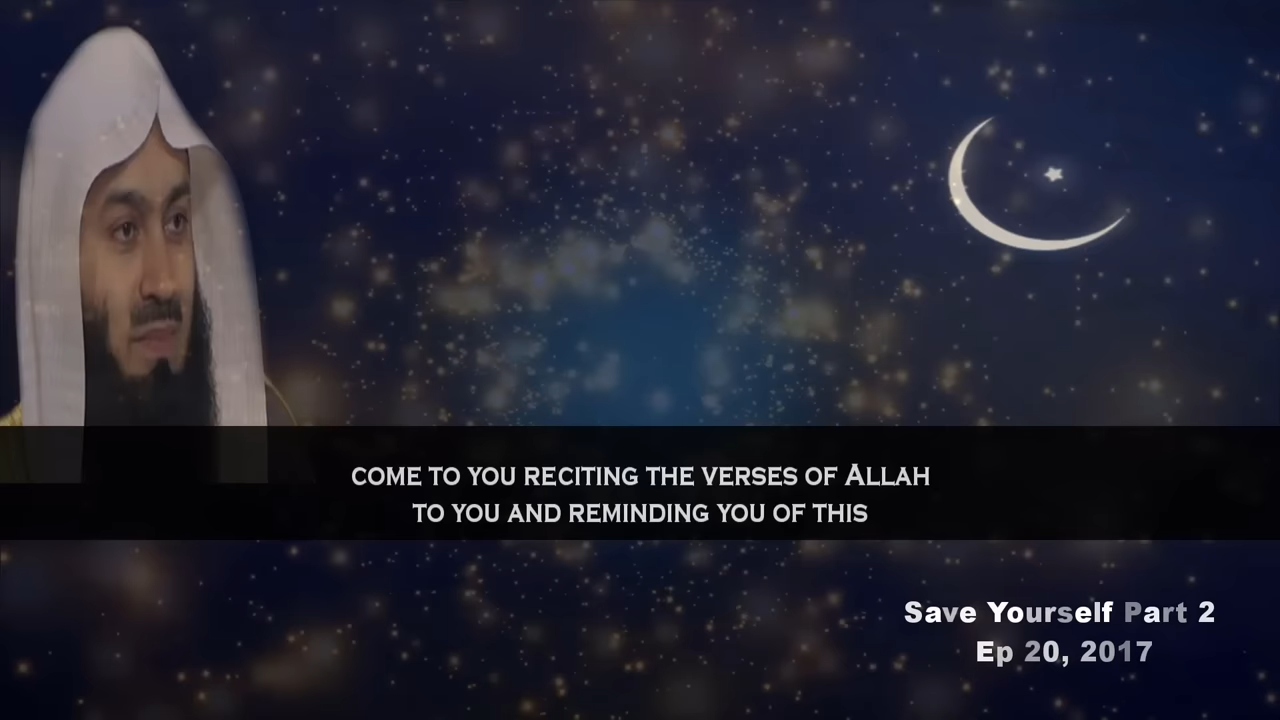 COME TO YOU RECITING THE VERSES OF ALLAH
TO YOU AND REMINDING YOU OF THIS
Save Yourself Part 2
Ep 20, 2017